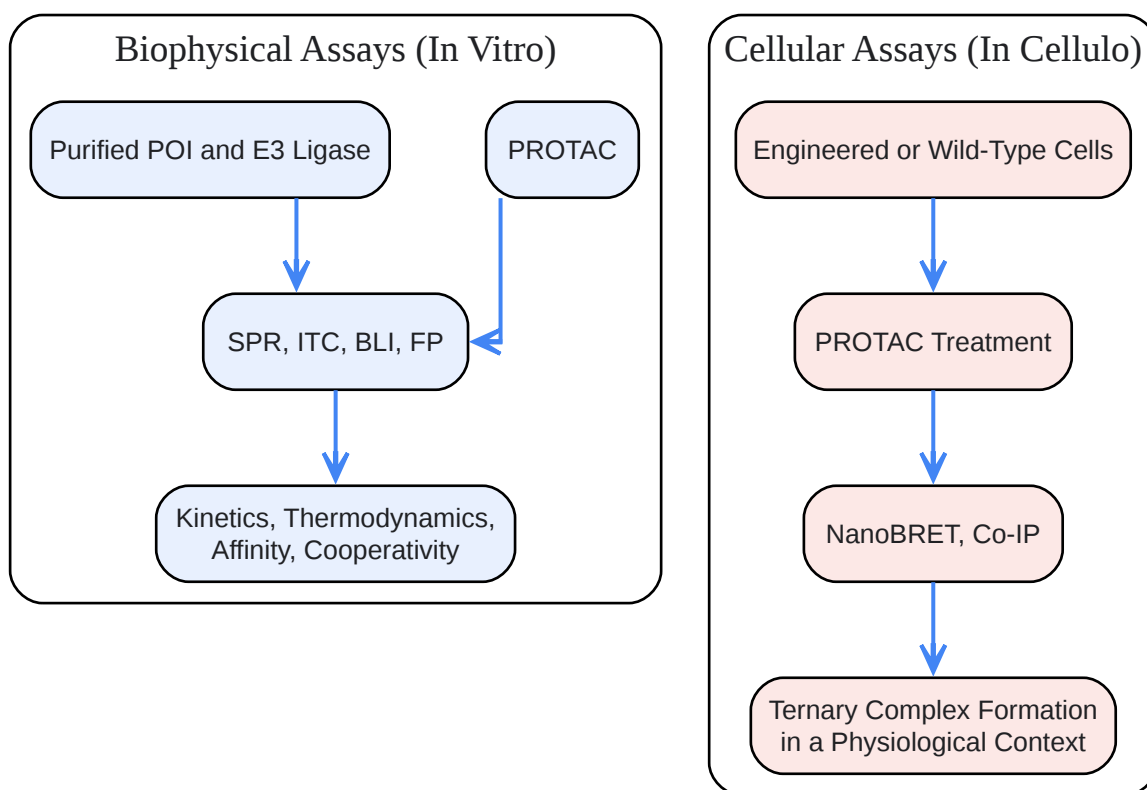 Biophysical Assays (In Vitro)
Purified POI and E3 Ligase
PROTAC
SPR, ITC, BLI, FP
Kinetics, Thermodynamics,
Affinity, Cooperativity
Cellular Assays (In Cellulo)
Engineered or Wild-Type Cells
PROTAC Treatment
NanoBRET, Co-IP
Ternary Complex Formation
in a Physiological Context